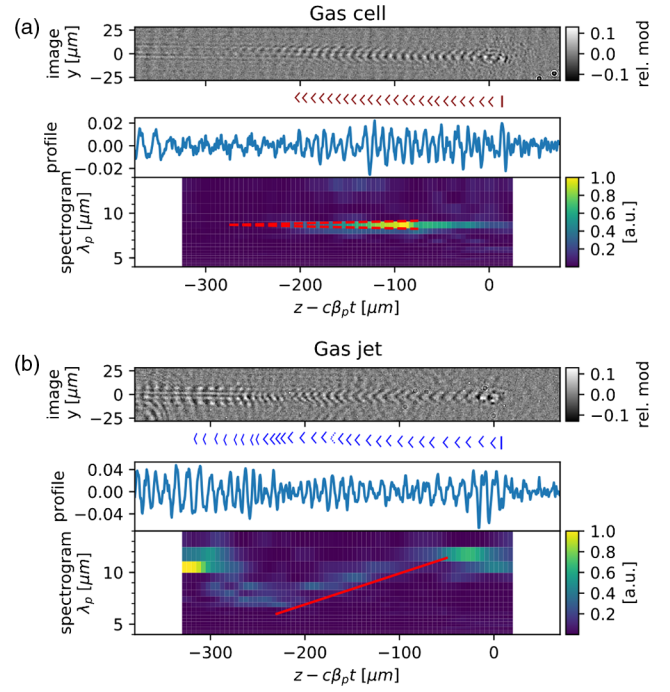 (a)
Gas cell
image
y [μm]
25
0
−25
0.1
0.0
−0.1
rel. mod
profile
0.02
0.00
−0.02
spectrogram
λp [μm]
10
5
1.0
0.8
0.6
0.4
0.2
[a.u.]
−300
−200
−100
0
z − cβpt [μm]
(b)
Gas jet
image
y [μm]
25
0
−25
0.1
0.0
−0.1
rel. mod
profile
0.04
0.00
−0.04
spectrogram
λp [μm]
10
5
1.0
0.8
0.6
0.4
0.2
[a.u.]
−300
−200
−100
0
z − cβpt [μm]